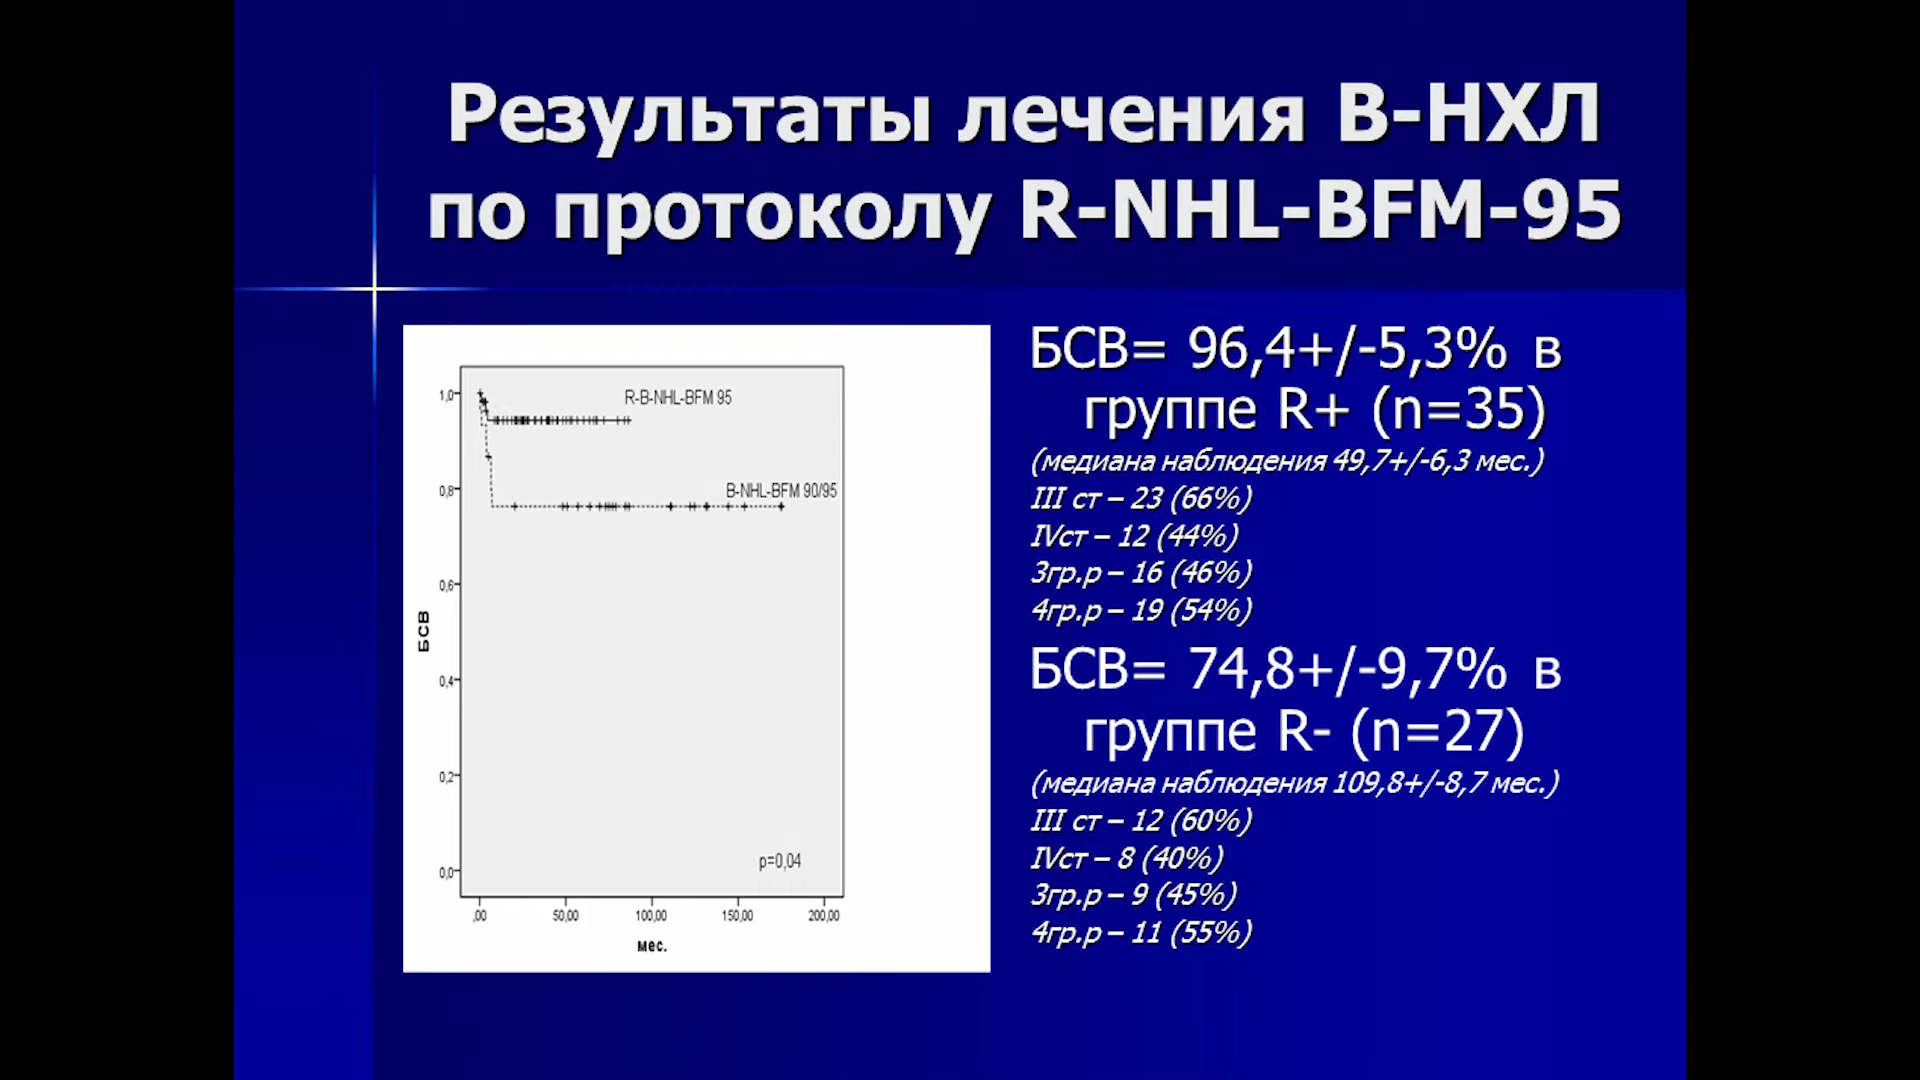 Результаты лечения В-НХЛ
по протоколу R-NHL-BFM-95
R-B-NHL-BFM 95
B-NHL-BFM 90/95
p=0,04
1,0
0,8
0,6
0,4
0,2
0,0
БСВ
,00
50,00
100,00
150,00
200,00
мес.
БСВ= 96,4+/-5,3% в
группе R+ (n=35)
(медиана наблюдения 49,7+/-6,3 мес.)
III ст – 23 (66%)
IVст – 12 (44%)
3гр.р – 16 (46%)
4гр.р – 19 (54%)
БСВ= 74,8+/-9,7% в
группе R- (n=27)
(медиана наблюдения 109,8+/-8,7 мес.)
III ст – 12 (60%)
IVст – 8 (40%)
3гр.р – 9 (45%)
4гр.р – 11 (55%)